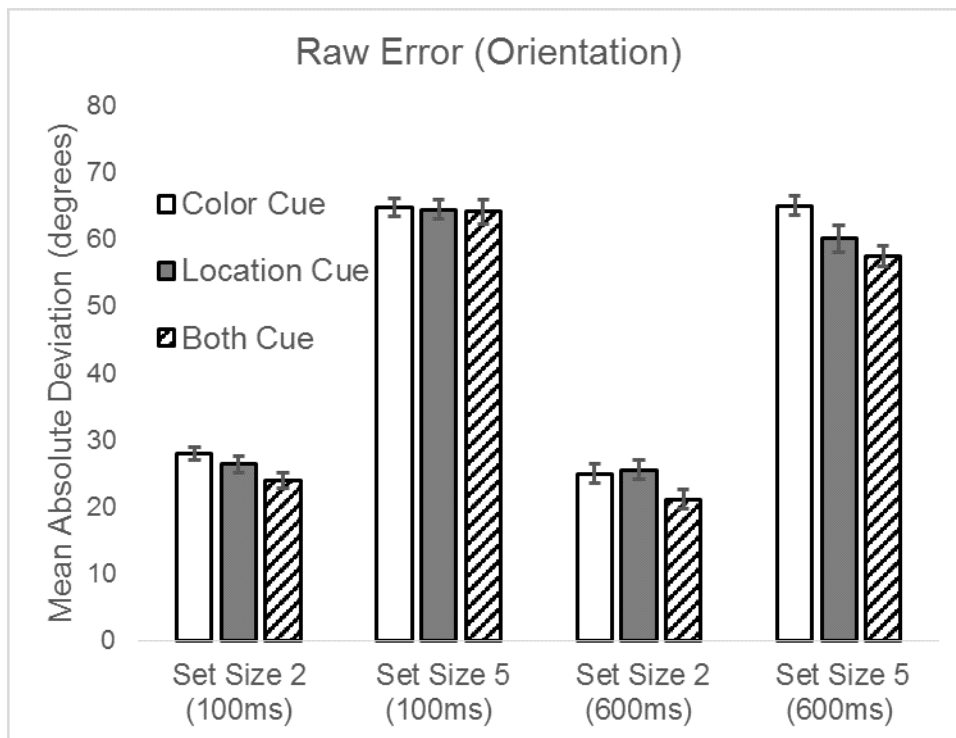 Raw Error (Orientation)
Mean Absolute Deviation (degrees)
80
70
60
50
40
30
20
10
0
Color Cue
Location Cue
Both Cue
Set Size 2
(100ms)
Set Size 5
(100ms)
Set Size 2
(600ms)
Set Size 5
(600ms)